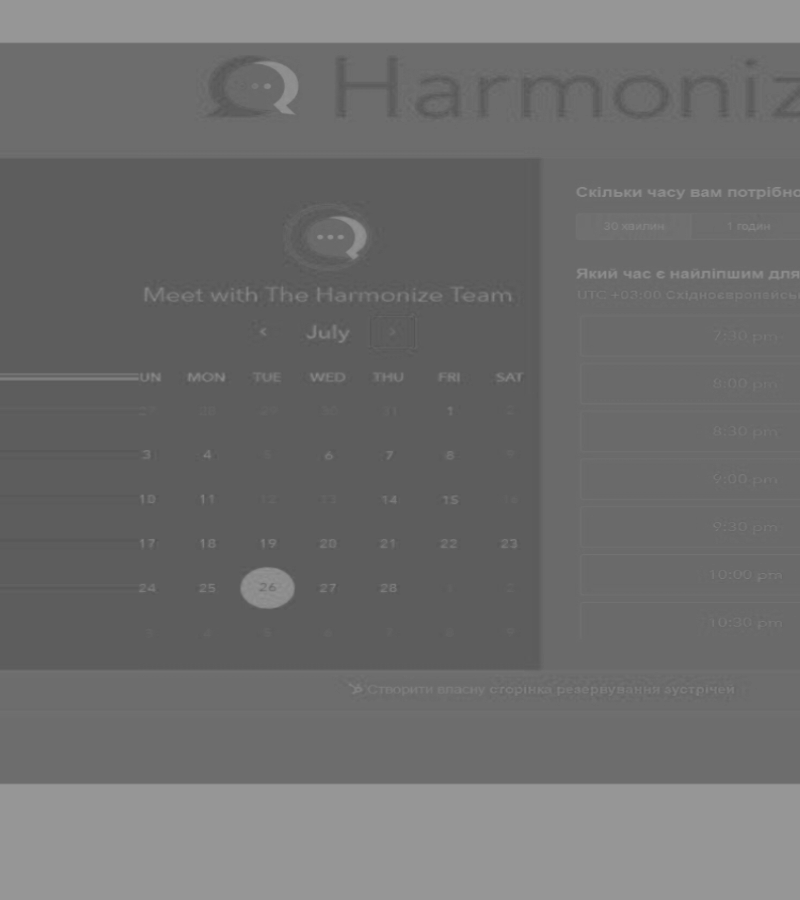 Harmoniz
Meet with The Harmonize Team
July
UN MON TUE WED THU FRI SAT
27 28 29 30 31 1 2
3 4 5 6 7 8 9
10 11 12 13 14 15 16
17 18 19 20 21 22 23
24 25 26 27 28 1 2
3 4 5 6 7 8 9
Скільки часу вам потрібно
30 хвилин 1 годин
Який час є найліпшим для
UTC +03:00 Східноєвропейськ
7:30 pm
8:00 pm
8:30 pm
9:00 pm
9:30 pm
10:00 pm
10:30 pm
Створити власну сторінка резервування зустрічей